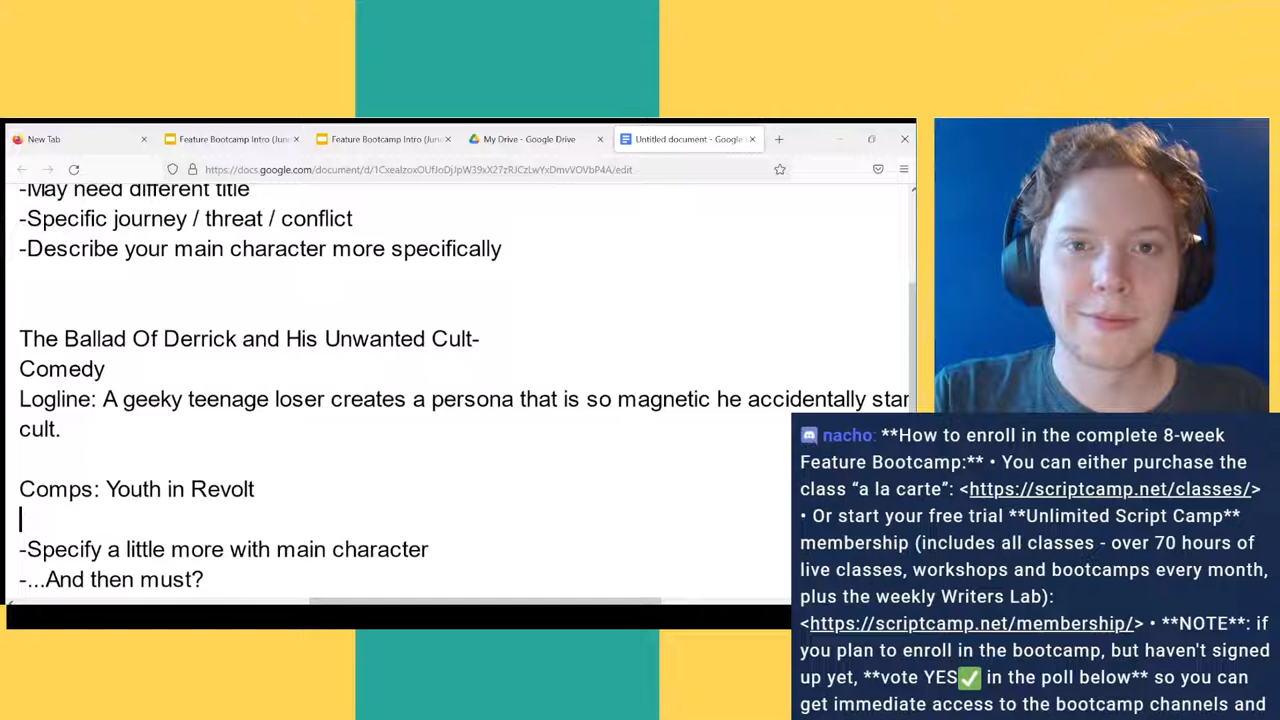 New Tab
Feature Bootcamp Intro (Jun
Feature Bootcamp Intro (Jun
My Drive - Google Drive
Untitled document - Google
-May need different title
-Specific journey / threat / conflict
-Describe your main character more specifically
The Ballad Of Derrick and His Unwanted Cult-
Comedy
Logline: A geeky teenage loser creates a persona that is so magnetic he accidentally star
cult.
Comps: Youth in Revolt
-Specify a little more with main character
-...And then must?
nacho: **How to enroll in the complete 8-week
Feature Bootcamp:** • You can either purchase the
class “a la carte”: <https://scriptcamp.net/classes/>
• Or start your free trial **Unlimited Script Camp**
membership (includes all classes - over 70 hours of
live classes, workshops and bootcamps every month,
plus the weekly Writers Lab):
<https://scriptcamp.net/membership/> • **NOTE**: if
you plan to enroll in the bootcamp, but haven't signed
up yet, **vote YES✅ in the poll below** so you can
get immediate access to the bootcamp channels and